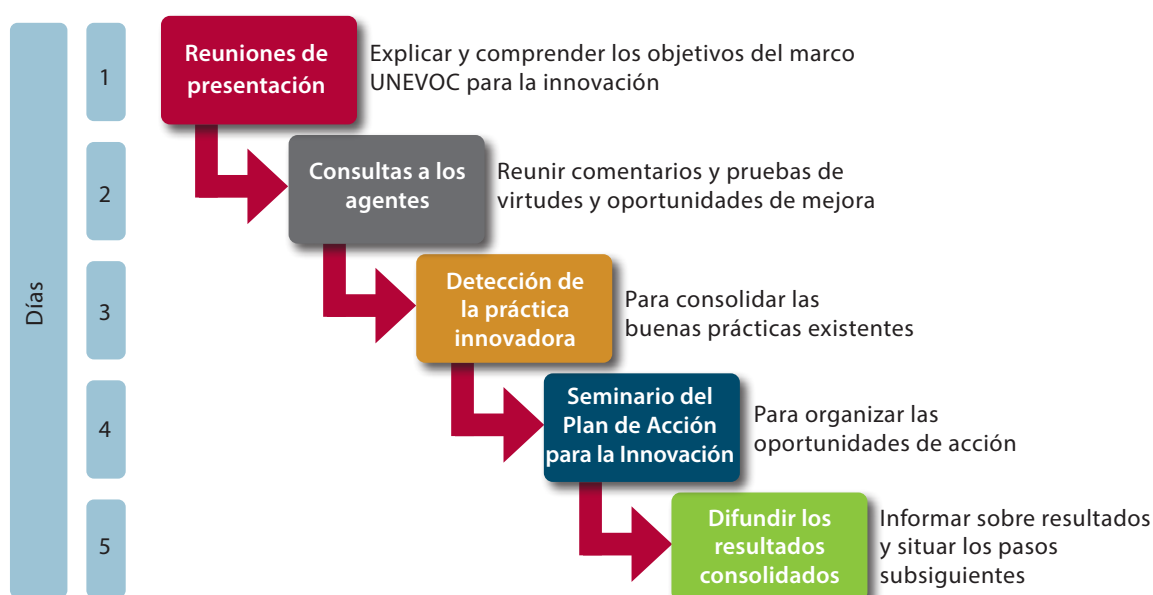 Días
1
Reuniones de
presentación
Explicar y comprender los objetivos del marco
UNEVOC para la innovación
2
Consultas a los
agentes
Reunir comentarios y pruebas de
virtudes y oportunidades de mejora
3
Detección de
la práctica
innovadora
Para consolidar las
buenas prácticas existentes
4
Seminario del
Plan de Acción
para la Innovación
Para organizar las
oportunidades de acción
5
Difundir los
resultados
consolidados
Informar sobre resultados
y situar los pasos
subsiguientes